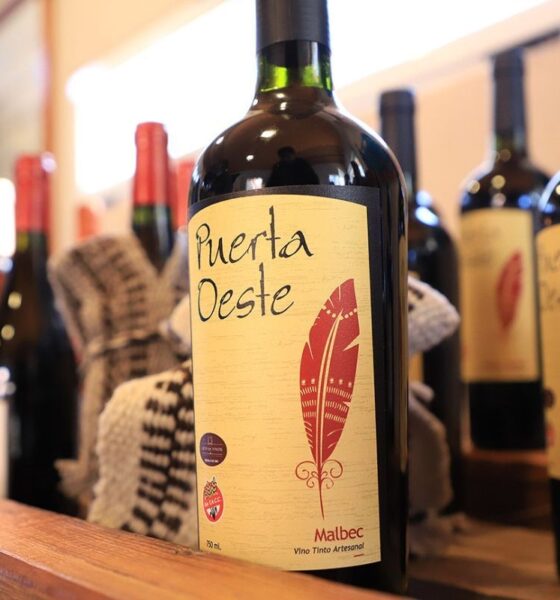 Puerta
Oeste
Malbec
Vino Tinto Artesanal
750 ml.